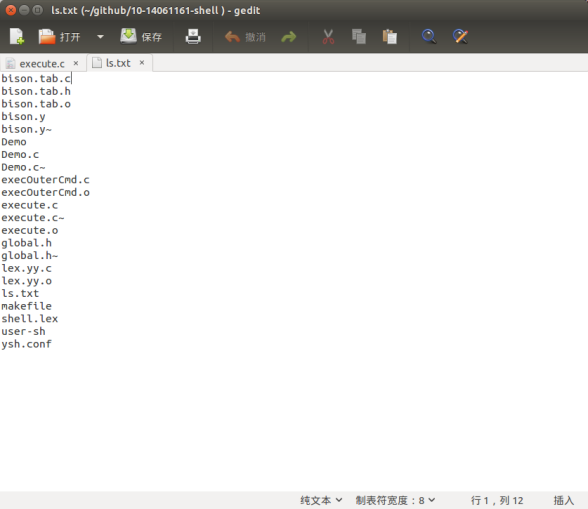 ls.txt (~/github/10-14061161-shell ) - gedit
打开 保存 撤消
execute.c × ls.txt ×
bison.tab.c
bison.tab.h
bison.tab.o
bison.y
bison.y~
Demo
Demo.c
Demo.c~
execOuterCmd.c
execOuterCmd.o
execute.c
execute.c~
execute.o
global.h
global.h~
lex.yy.c
lex.yy.o
ls.txt
makefile
shell.lex
user-sh
ysh.conf
纯文本 制表符宽度：8 行 1，列 12 插入